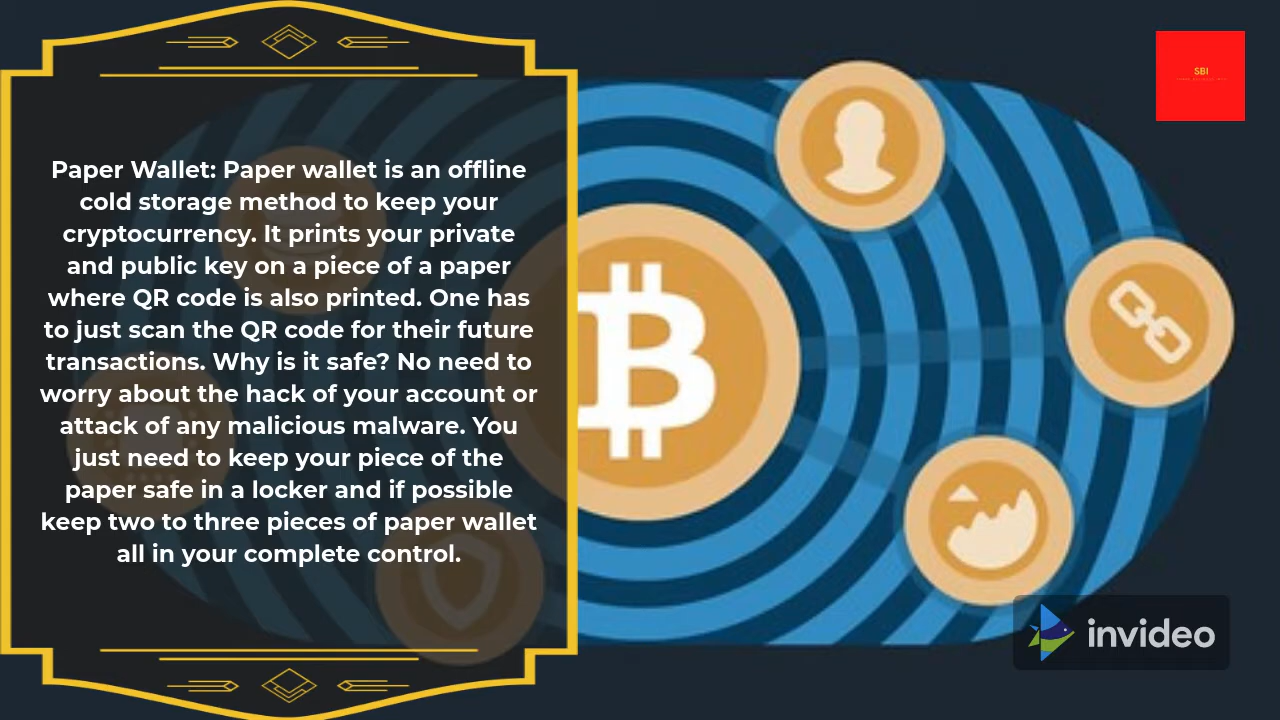 SBI
Paper Wallet: Paper wallet is an offline
cold storage method to keep your
cryptocurrency. It prints your private
and public key on a piece of a paper
where QR code is also printed. One has
to just scan the QR code for their future
transactions. Why is it safe? No need to
worry about the hack of your account or
attack of any malicious malware. You
just need to keep your piece of the
paper safe in a locker and if possible
keep two to three pieces of paper wallet
all in your complete control.
invideo